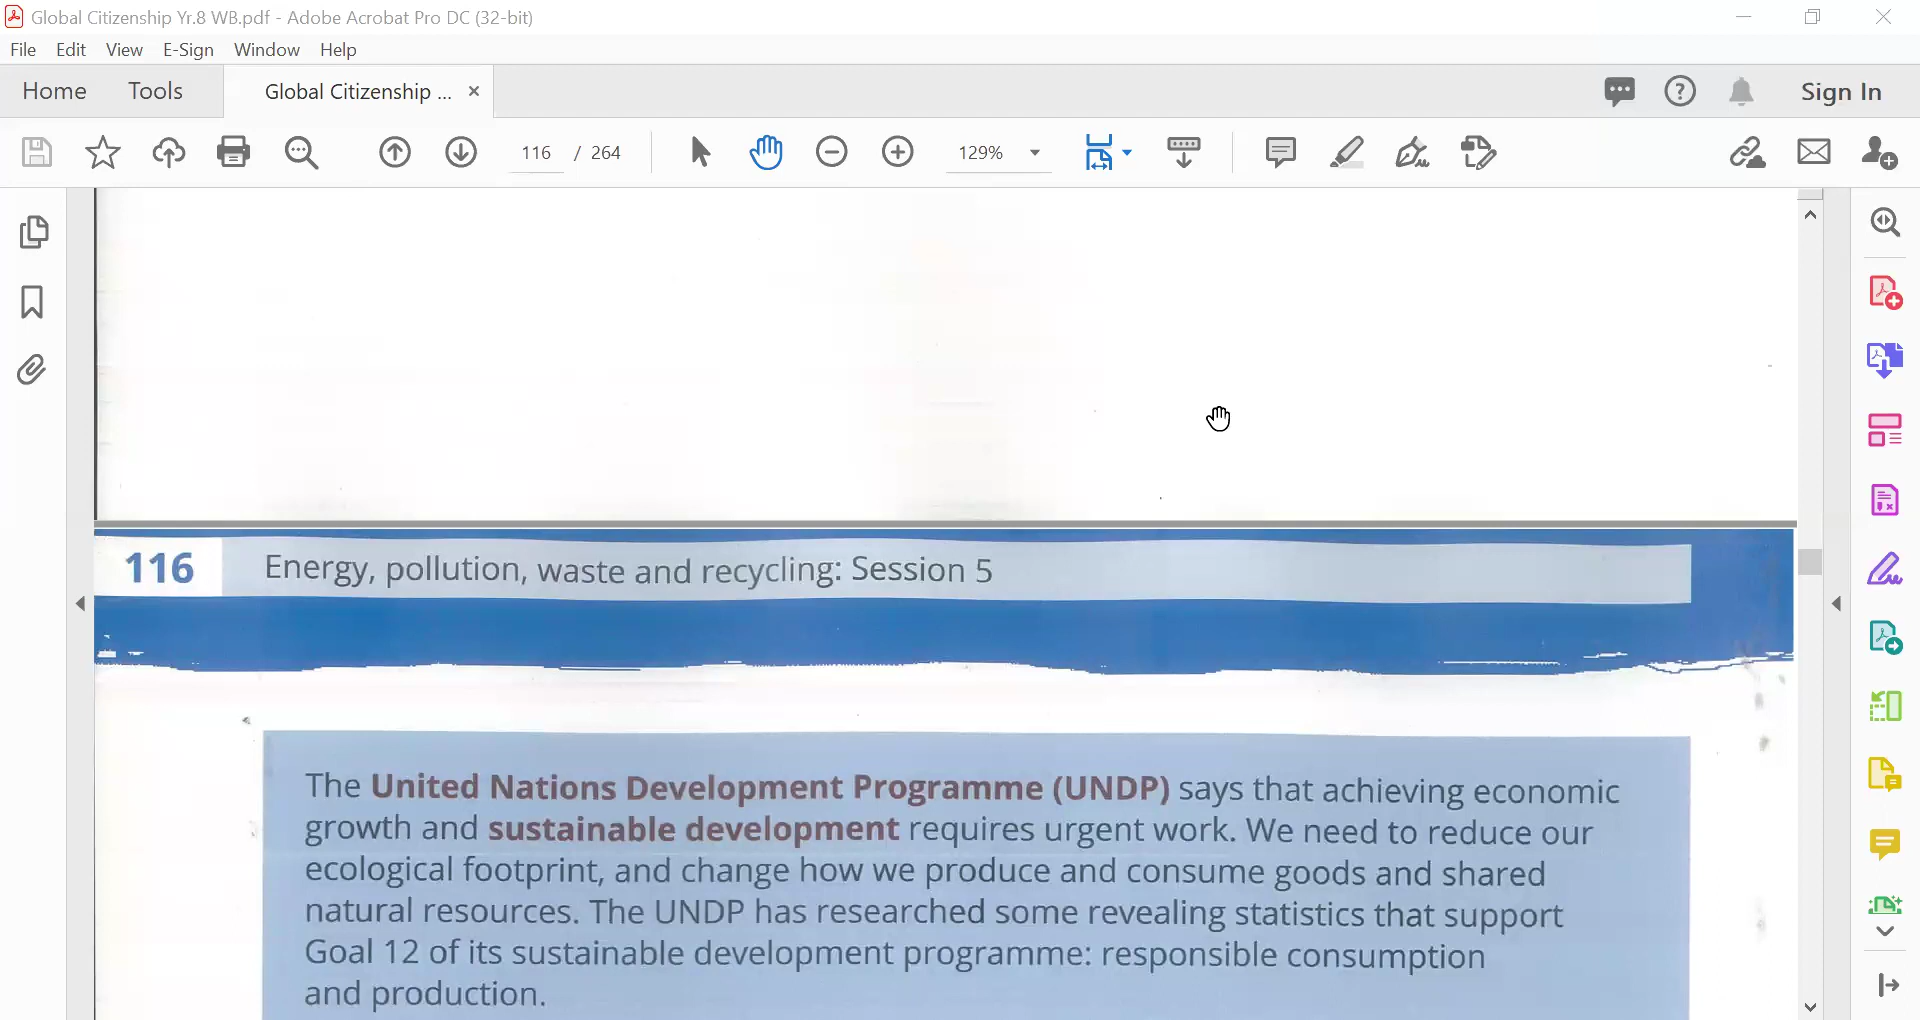 Global Citizenship Yr.8 WB.pdf - Adobe Acrobat Pro DC (32-bit)
File Edit View E-Sign Window Help
Home Tools Global Citizenship ... × Sign In
116 / 264 129%
116 Energy, pollution, waste and recycling: Session 5
The United Nations Development Programme (UNDP) says that achieving economic
growth and sustainable development requires urgent work. We need to reduce our
ecological footprint, and change how we produce and consume goods and shared
natural resources. The UNDP has researched some revealing statistics that support
Goal 12 of its sustainable development programme: responsible consumption
and production.